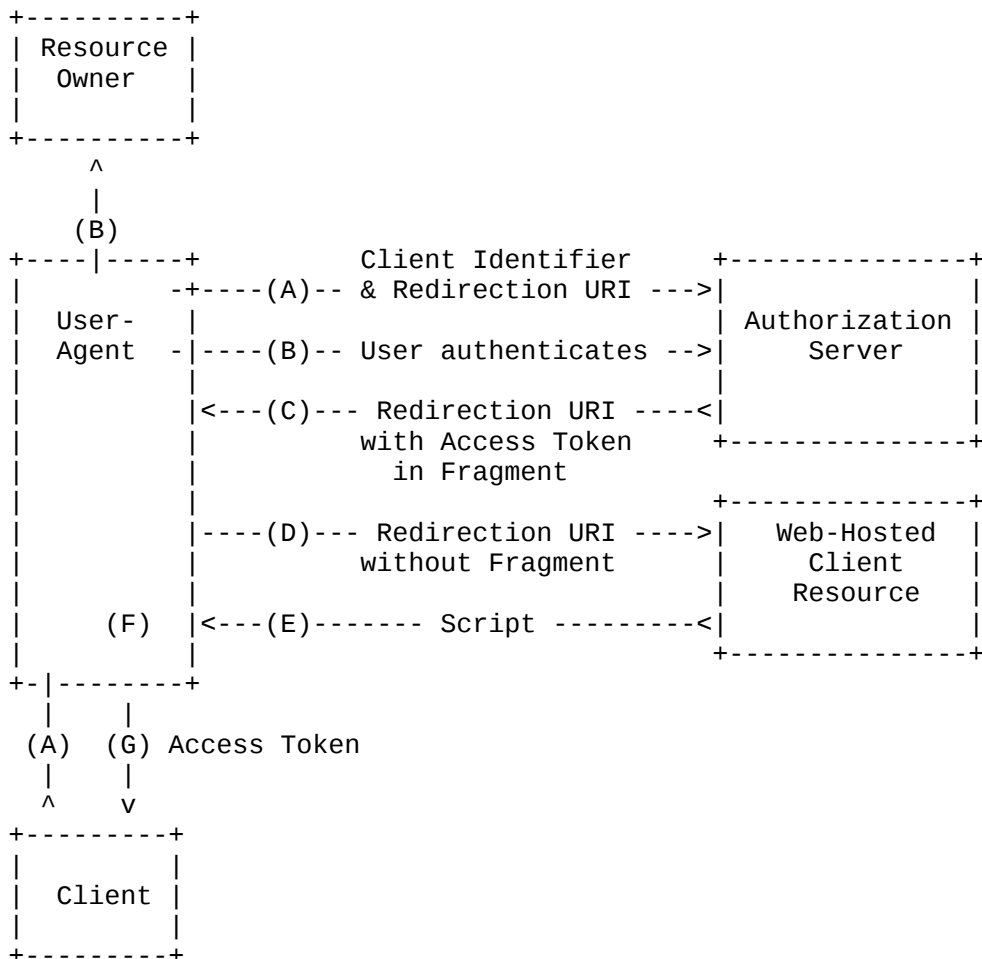 +----------+
| Resource |
|  Owner   |
|          |
+----------+
     ^
     |
    (B)
+----|-----+          Client Identifier     +---------------+
|         -+----(A)-- & Redirection URI --->|               |
|  User-   |                                | Authorization |
|  Agent  -|----(B)-- User authenticates -->|     Server    |
|          |                                |               |
|          |<---(C)--- Redirection URI ----<|               |
|          |          with Access Token     +---------------+
|          |            in Fragment
|          |                                +---------------+
|          |----(D)--- Redirection URI ---->|   Web-Hosted  |
|          |          without Fragment      |     Client    |
|          |                                |    Resource   |
|     (F)  |<---(E)------- Script ---------<|               |
|          |                                +---------------+
+-|--------+
  |    |
 (A)  (G) Access Token
  |    |
  ^    v
+---------+
|         |
|  Client |
|         |
+---------+